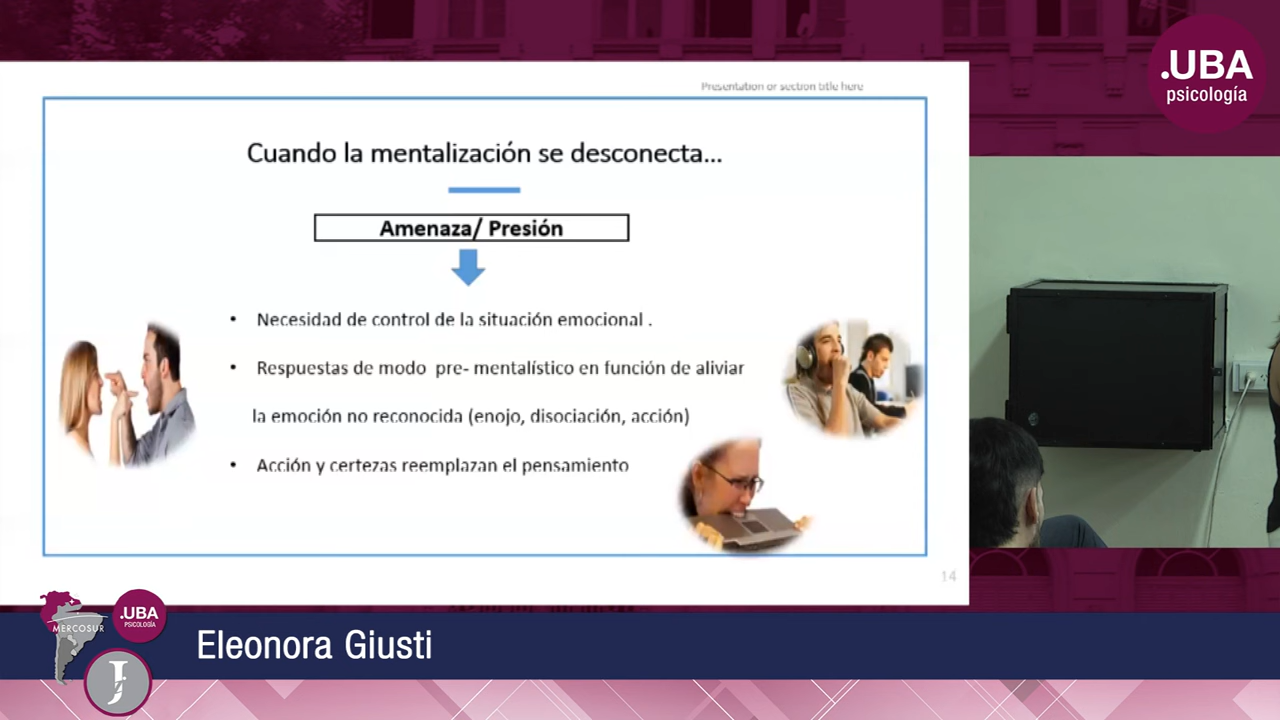 .UBA
psicología
Presentation or section title here
Cuando la mentalización se desconecta...
Amenaza/ Presión
• Necesidad de control de la situación emocional .
• Respuestas de modo pre- mentalístico en función de aliviar
la emoción no reconocida (enojo, disociación, acción)
• Acción y certezas reemplazan el pensamiento
14
MERCOSUR
.UBA
PSICOLOGÍA
J
Eleonora Giusti